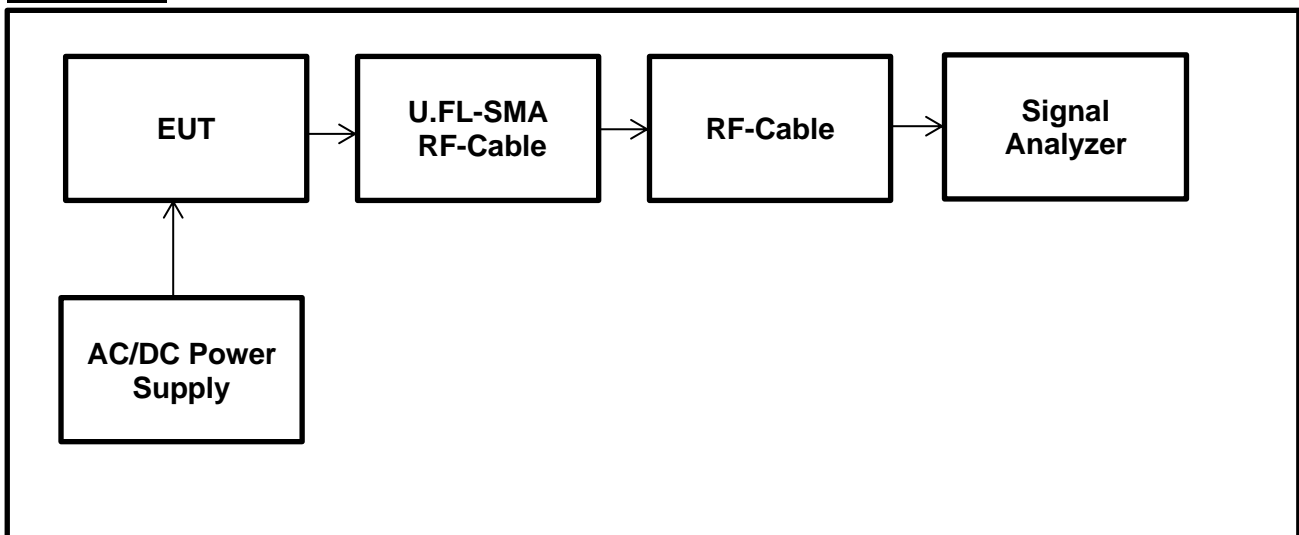 EUT
U.FL-SMA
RF-Cable
RF-Cable
Signal
Analyzer
AC/DC Power
Supply